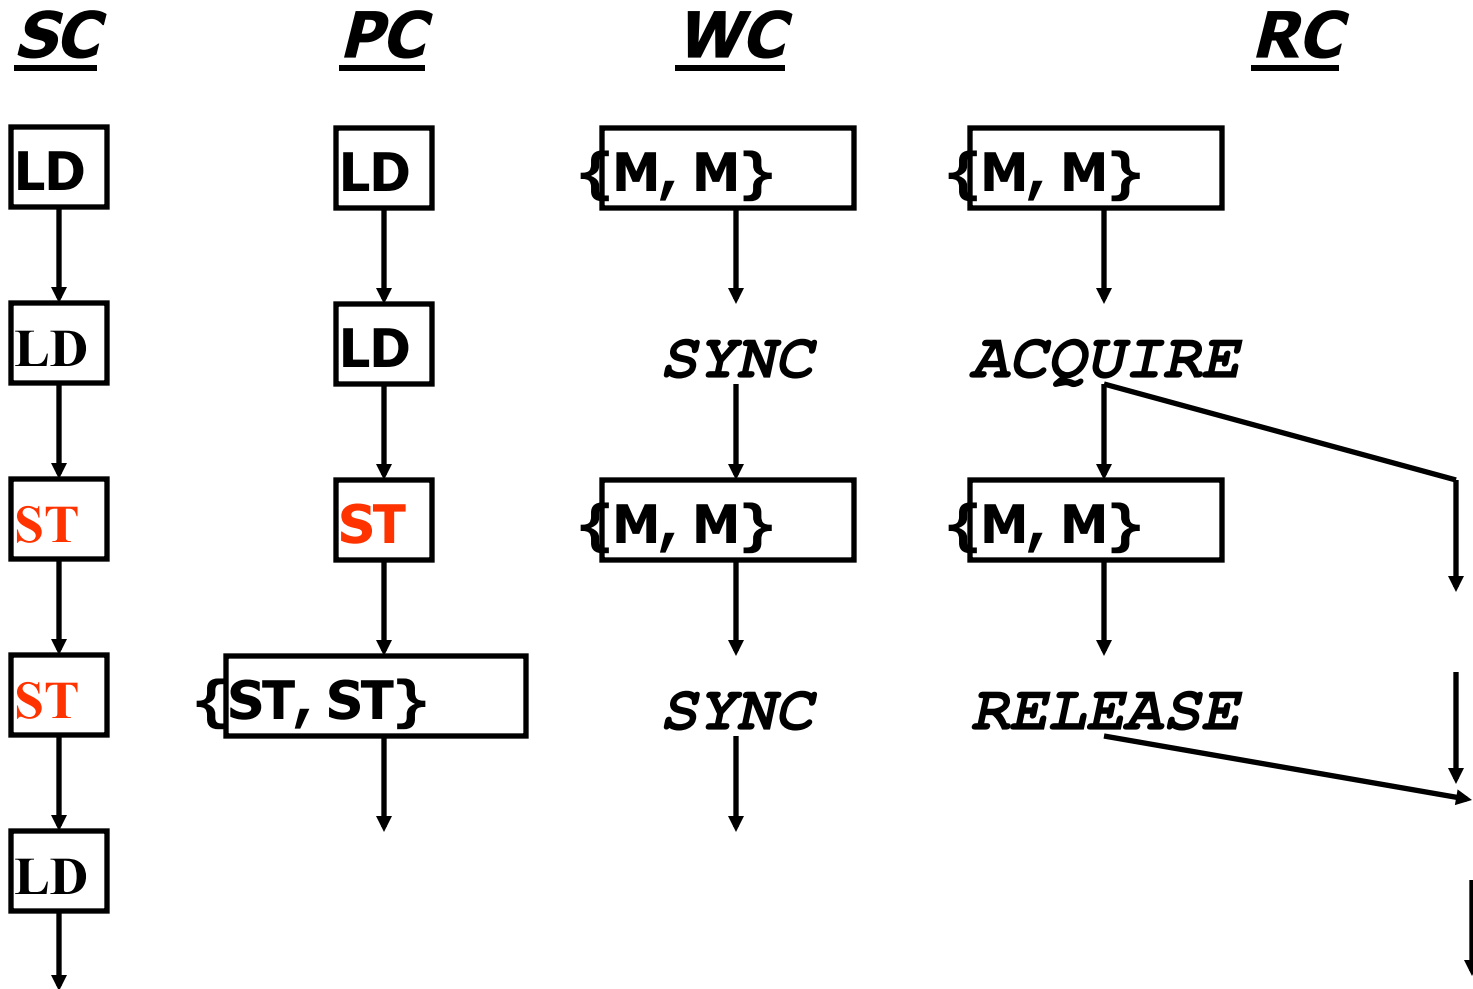 SC PC WC RC
LD LD {M, M} {M, M}
LD LD SYNC ACQUIRE
ST ST {M, M} {M, M}
ST {ST, ST} SYNC RELEASE
LD